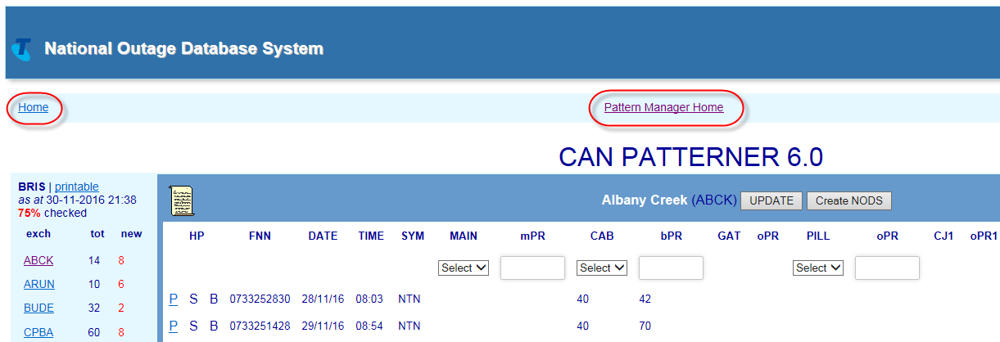 National Outage Database System
Home Pattern Manager Home
CAN PATTERNER 6.0
BRIS | printable
as at 30-11-2016 21:38
75% checked
exch tot new
ABCK 14 8
ARUN 10 6
BUDE 32 2
CPBA 60 8
Albany Creek (ABCK) UPDATE Create NODS
HP FNN DATE TIME SYM MAIN mPR CAB bPR GAT oPR PILL oPR CJ1 oPR1
Select Select Select
P S B 0733252830 28/11/16 08:03 NTN 40 42
P S B 0733251428 29/11/16 08:54 NTN 40 70